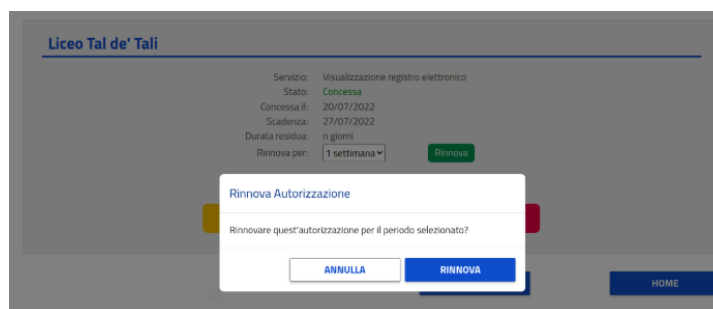 Liceo Tal de' Tali
Servizio: Visualizzazione registro elettronico
Stato: Concessa
Concessa il: 20/07/2022
Scadenza: 27/07/2022
Durata residua: n giorni
Rinnova per: 1 settimana Rinnova
Rinnova Autorizzazione
Rinnovare quest'autorizzazione per il periodo selezionato?
ANNULLA RINNOVA
HOME